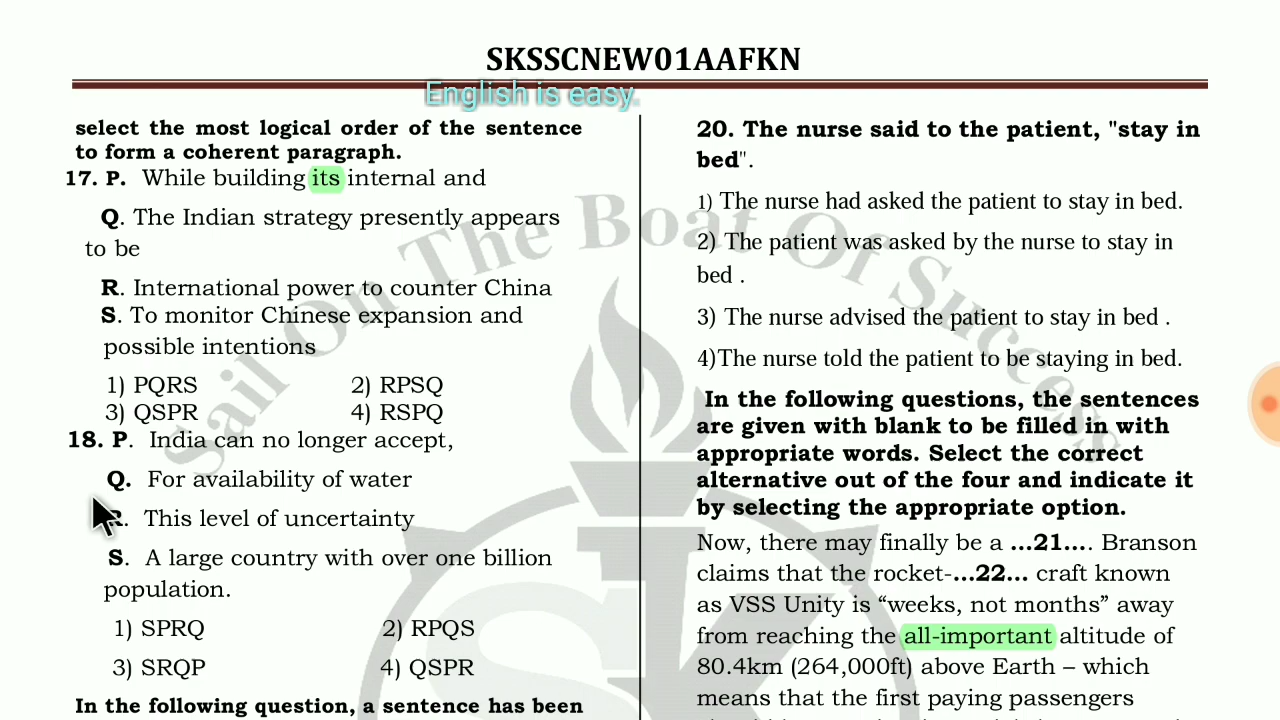 SKSSCNEW01AAFKN
English is easy.
select the most logical order of the sentence
to form a coherent paragraph.
17. P. While building its internal and
Q. The Indian strategy presently appears
to be
R. International power to counter China
S. To monitor Chinese expansion and
possible intentions
1) PQRS 2) RPSQ
3) QSPR 4) RSPQ
18. P. India can no longer accept,
Q. For availability of water
R. This level of uncertainty
S. A large country with over one billion
population.
1) SPRQ 2) RPQS
3) SRQP 4) QSPR
In the following question, a sentence has been
20. The nurse said to the patient, "stay in
bed".
1) The nurse had asked the patient to stay in bed.
2) The patient was asked by the nurse to stay in
bed .
3) The nurse advised the patient to stay in bed .
4)The nurse told the patient to be staying in bed.
In the following questions, the sentences
are given with blank to be filled in with
appropriate words. Select the correct
alternative out of the four and indicate it
by selecting the appropriate option.
Now, there may finally be a ...21.... Branson
claims that the rocket-...22... craft known
as VSS Unity is “weeks, not months” away
from reaching the all-important altitude of
80.4km (264,000ft) above Earth – which
means that the first paying passengers
Sail On The Boat Of Success